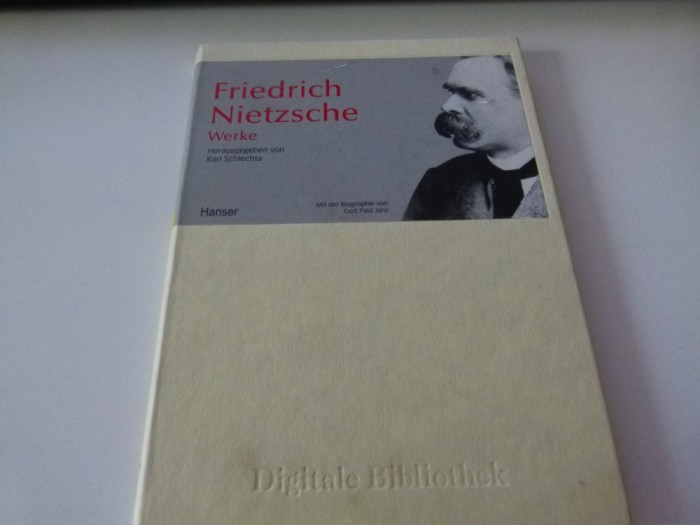 Friedrich
Nietzsche
Werke
Herausgegeben von
Karl Schlechta
Hanser
Mit der Biographie von
Curt Paul Janz
Digitale Bibliothek